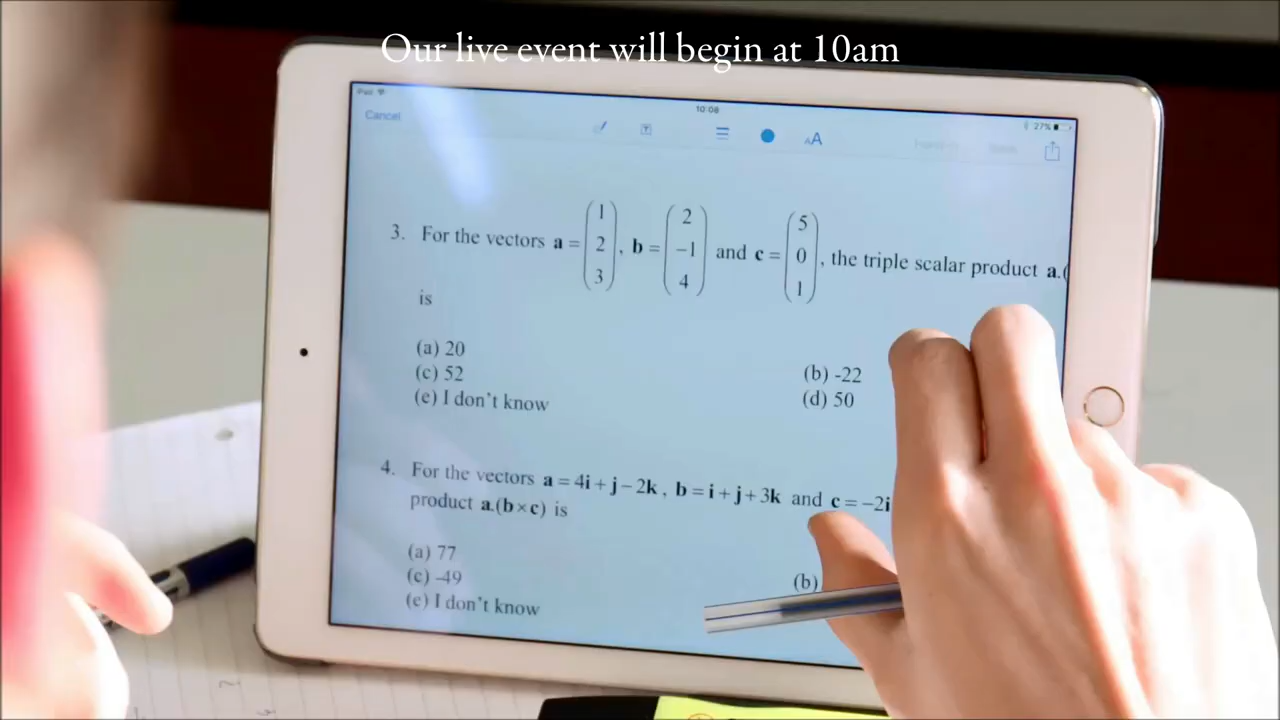 Our live event will begin at 10am
iPad
10:08
27%
Cancel
T
AA
3. For the vectors a = (1 2 3), b = (2 -1 4) and c = (5 0 1), the triple scalar product a.(
is
(a) 20
(b) -22
(c) 52
(d) 50
(e) I don't know
4. For the vectors a = 4i + j − 2k, b = i + j + 3k and c = −2i
product a.(b × c) is
(a) 77
(b)
(c) -49
(e) I don't know